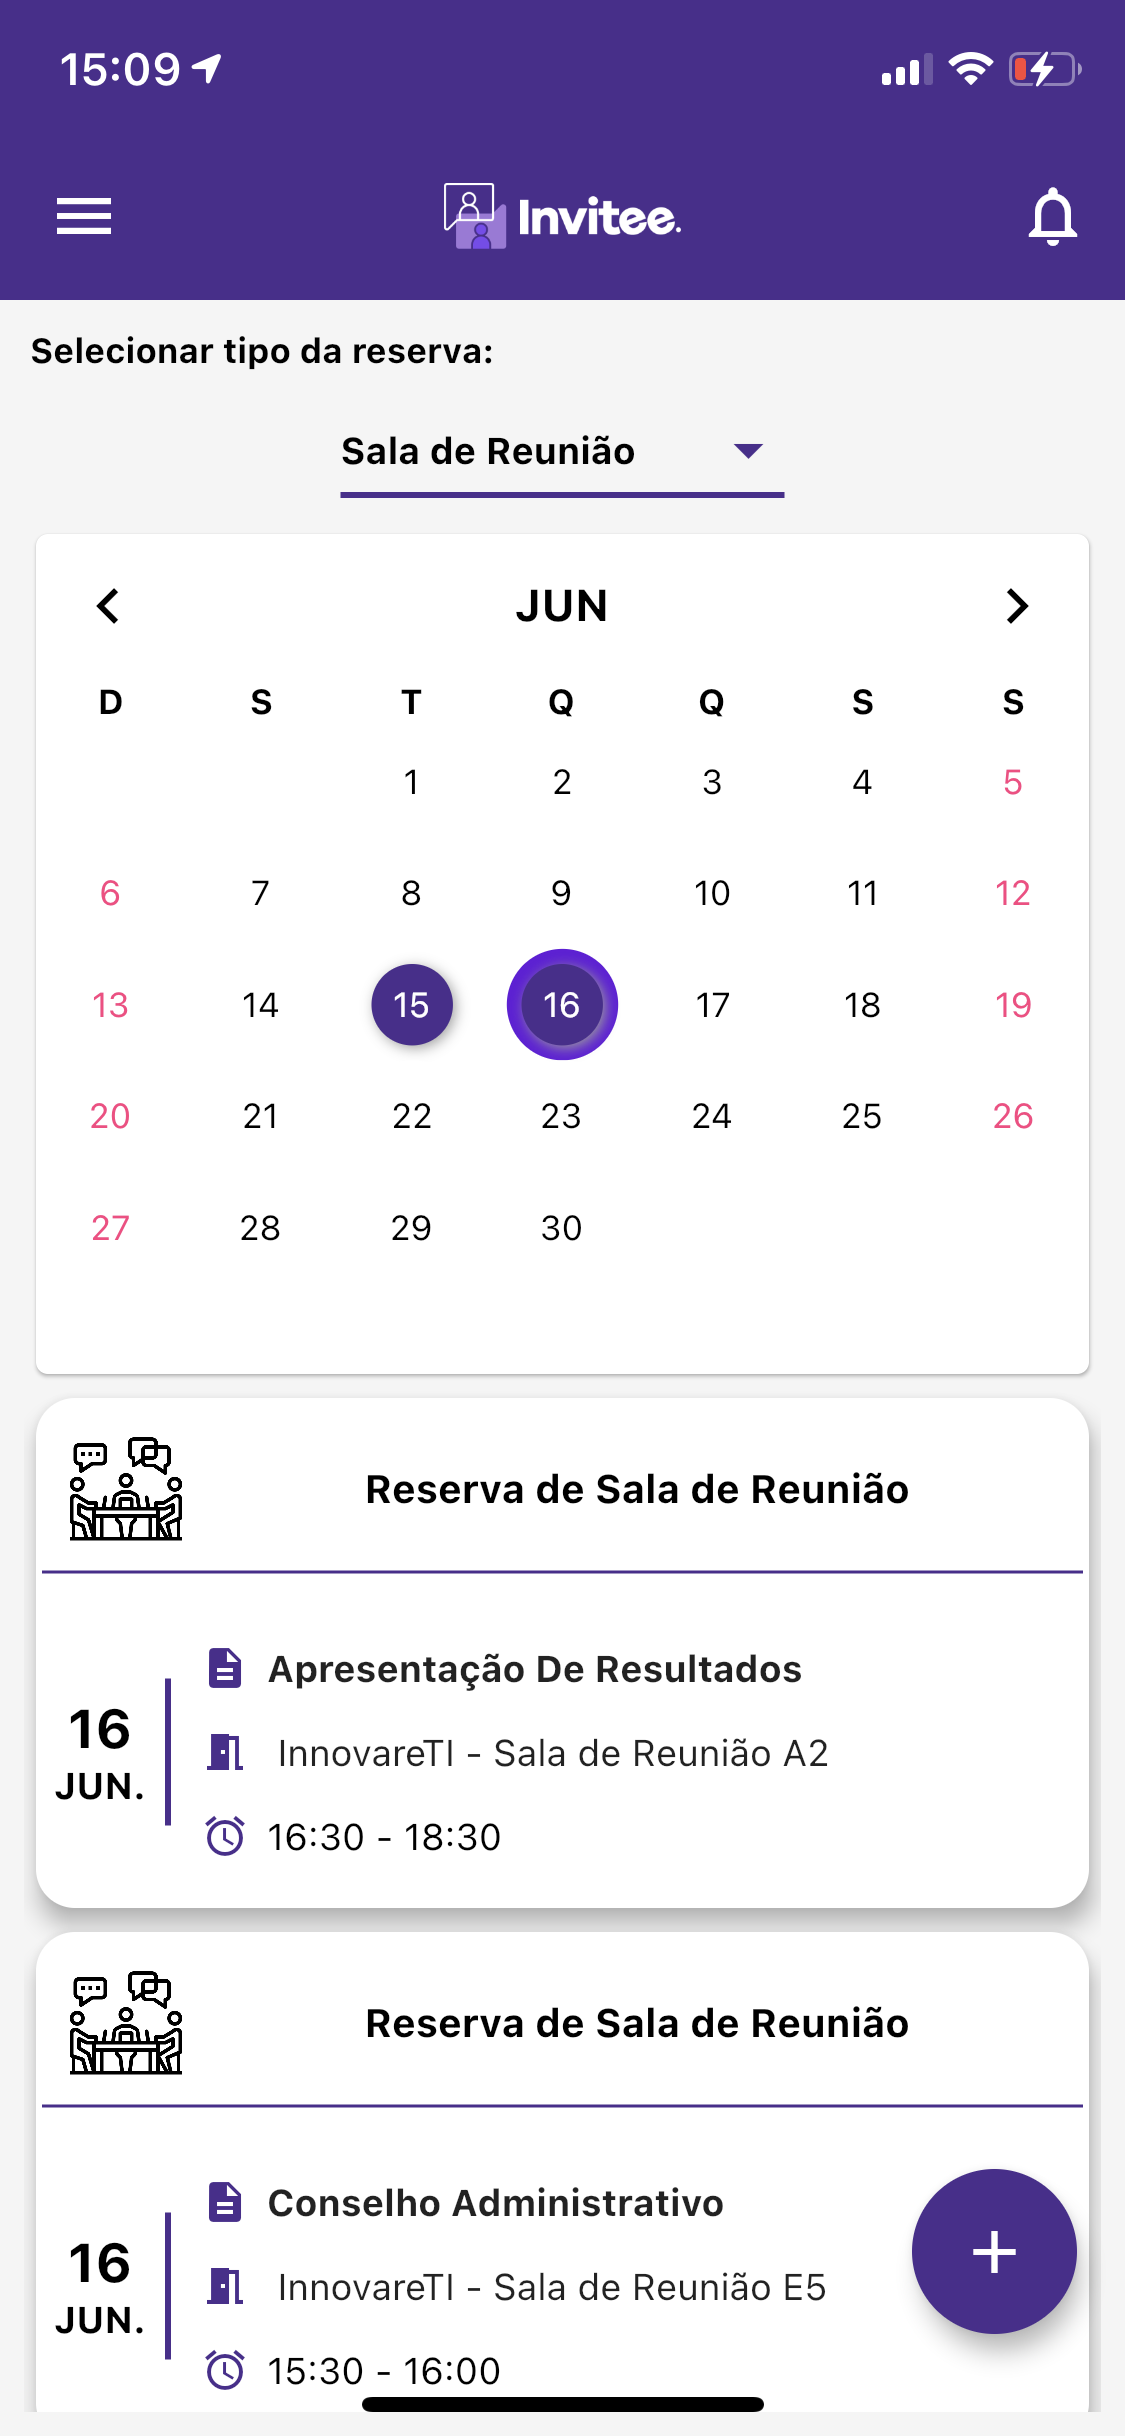 15:09
Invitee.
Selecionar tipo da reserva:
Sala de Reunião
JUN
D S T Q Q S S
1 2 3 4 5
6 7 8 9 10 11 12
13 14 15 16 17 18 19
20 21 22 23 24 25 26
27 28 29 30
Reserva de Sala de Reunião
Apresentação De Resultados
16
JUN.
InnovareTI - Sala de Reunião A2
16:30 - 18:30
Reserva de Sala de Reunião
Conselho Administrativo
16
JUN.
InnovareTI - Sala de Reunião E5
15:30 - 16:00